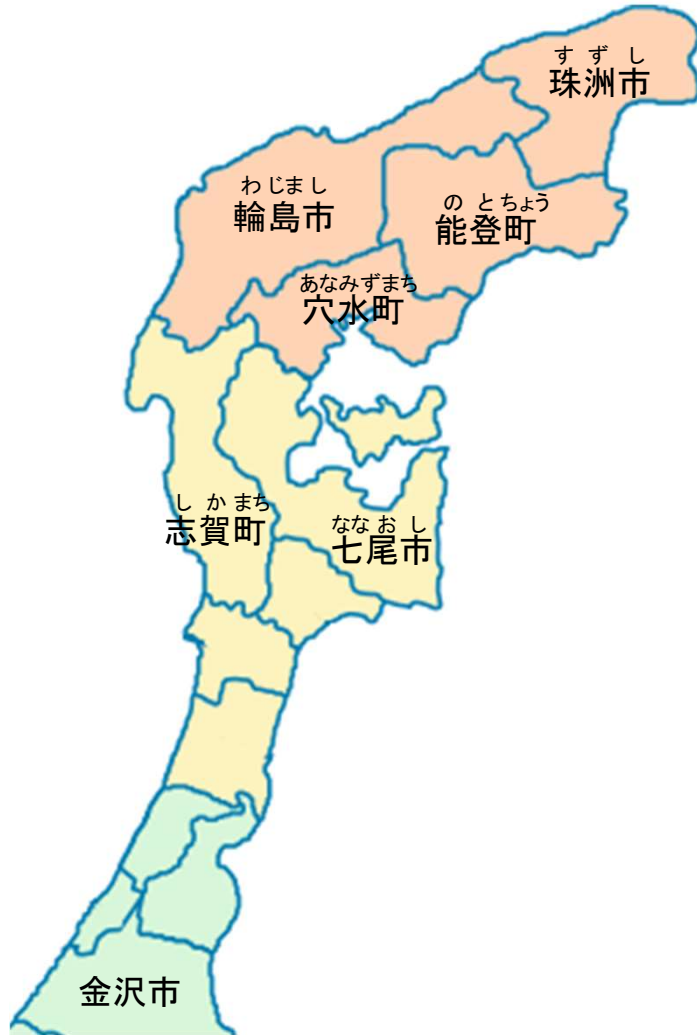 すずし
珠洲市
わじまし
輪島市
のとちょう
能登町
あなみずまち
穴水町
しかまち
志賀町
ななおし
七尾市
金沢市